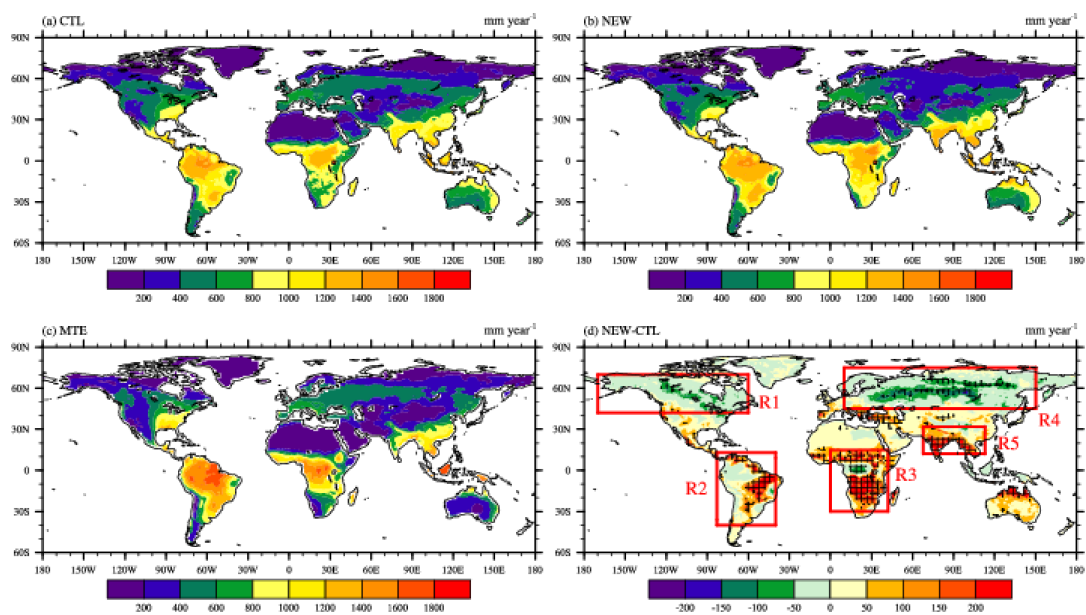 (a) CTL mm year-1
90N
60N
30N
0
30S
60S
180 150W 120W 90W 60W 30W 0 30E 60E 90E 120E 150E 180
200 400 600 800 1000 1200 1400 1600 1800
(b) NEW mm year-1
90N
60N
30N
0
30S
60S
180 150W 120W 90W 60W 30W 0 30E 60E 90E 120E 150E 180
200 400 600 800 1000 1200 1400 1600 1800
(c) MTE mm year-1
90N
60N
30N
0
30S
60S
180 150W 120W 90W 60W 30W 0 30E 60E 90E 120E 150E 180
200 400 600 800 1000 1200 1400 1600 1800
(d) NEW-CTL mm year-1
90N
60N
30N
0
30S
60S
R1
R4
R5
R2
R3
180 150W 120W 90W 60W 30W 0 30E 60E 90E 120E 150E 180
-200 -150 -100 -50 0 50 100 150 200